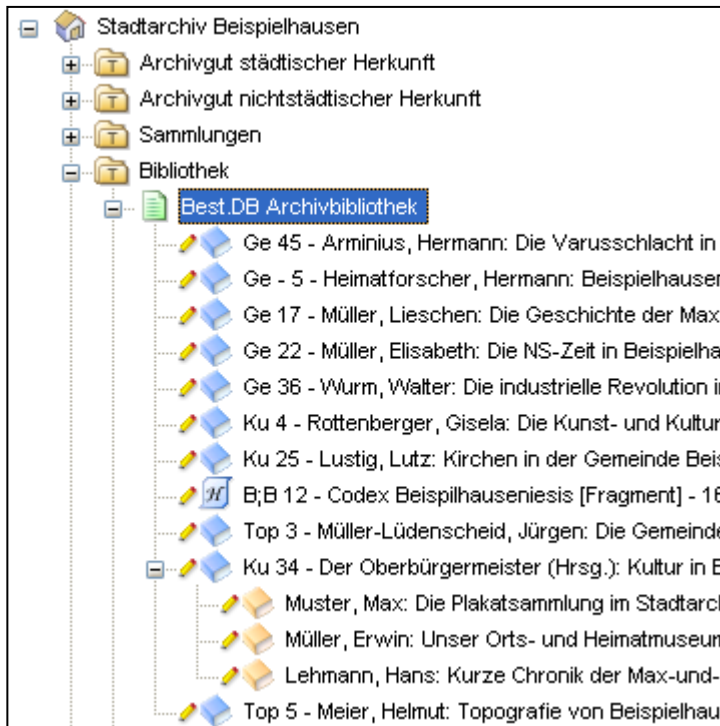 Stadtarchiv Beispielhausen
Archivgut städtischer Herkunft
Archivgut nichtstädtischer Herkunft
Sammlungen
Bibliothek
Best.DB Archivbibliothek
Ge 45 - Arminius, Hermann: Die Varusschlacht in
Ge - 5 - Heimatforscher, Hermann: Beispielhausen
Ge 17 - Müller, Lieschen: Die Geschichte der Max
Ge 22 - Müller, Elisabeth: Die NS-Zeit in Beispielha
Ge 36 - Wurm, Walter: Die industrielle Revolution i
Ku 4 - Rottenberger, Gisela: Die Kunst- und Kultur
Ku 25 - Lustig, Lutz: Kirchen in der Gemeinde Beis
H B;B 12 - Codex Beispilhauseniesis [Fragment] - 16
Top 3 - Müller-Lüdenscheid, Jürgen: Die Gemeinde
Ku 34 - Der Oberbürgermeister (Hrsg.): Kultur in B
Muster, Max: Die Plakatsammlung im Stadtarch
Müller, Erwin: Unser Orts- und Heimatmuseum
Lehmann, Hans: Kurze Chronik der Max-und-
Top 5 - Meier, Helmut: Topografie von Beispielhau